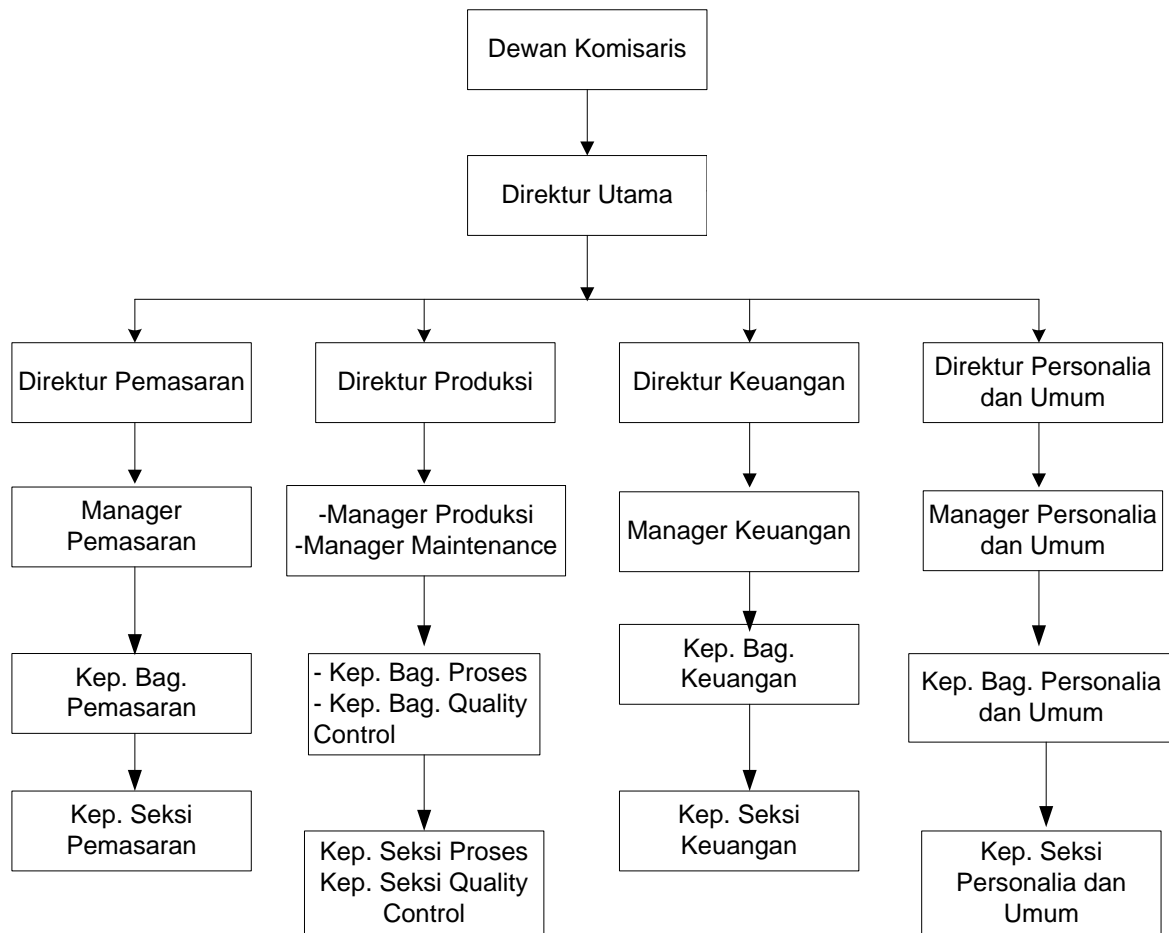 Dewan Komisaris
Direktur Utama
Direktur Pemasaran
Direktur Produksi
Direktur Keuangan
Direktur Personalia
dan Umum
Manager
Pemasaran
-Manager Produksi
-Manager Maintenance
Manager Keuangan
Manager Personalia
dan Umum
Kep. Bag.
Pemasaran
- Kep. Bag. Proses
- Kep. Bag. Quality
Control
Kep. Bag.
Keuangan
Kep. Bag. Personalia
dan Umum
Kep. Seksi
Pemasaran
Kep. Seksi Proses
Kep. Seksi Quality
Control
Kep. Seksi
Keuangan
Kep. Seksi
Personalia dan
Umum